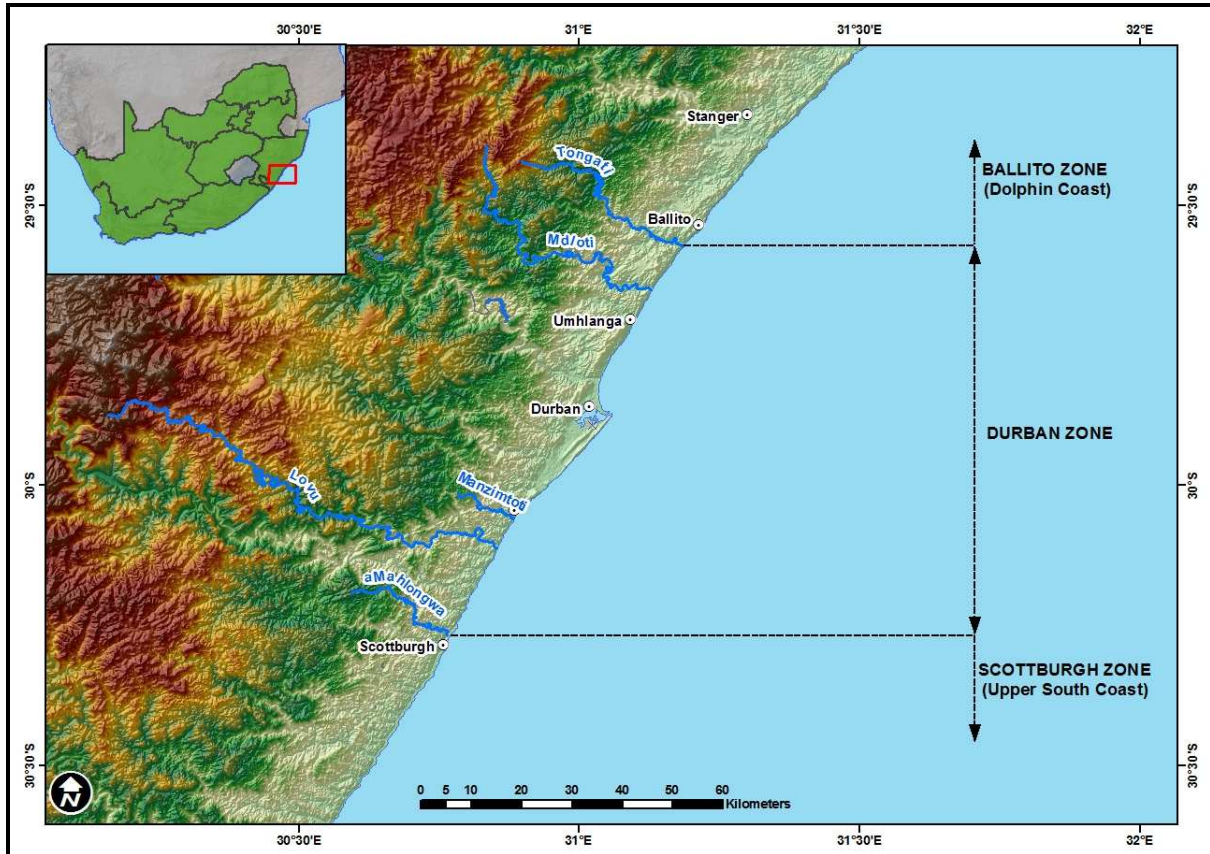 30°30'E
31°E
31°30'E
32°E
Stanger
Tongati
BALLITO ZONE
(Dolphin Coast)
29°30'S
29°30'S
Ballito
Mdloti
Umhlanga
Durban
DURBAN ZONE
30°S
30°S
Lovu
Manzimtoti
aMahlongwa
Scottburgh
SCOTTBURGH ZONE
(Upper South Coast)
30°30'S
30°30'S
N
0 5 10 20 30 40 50 60
Kilometers
30°30'E
31°E
31°30'E
32°E